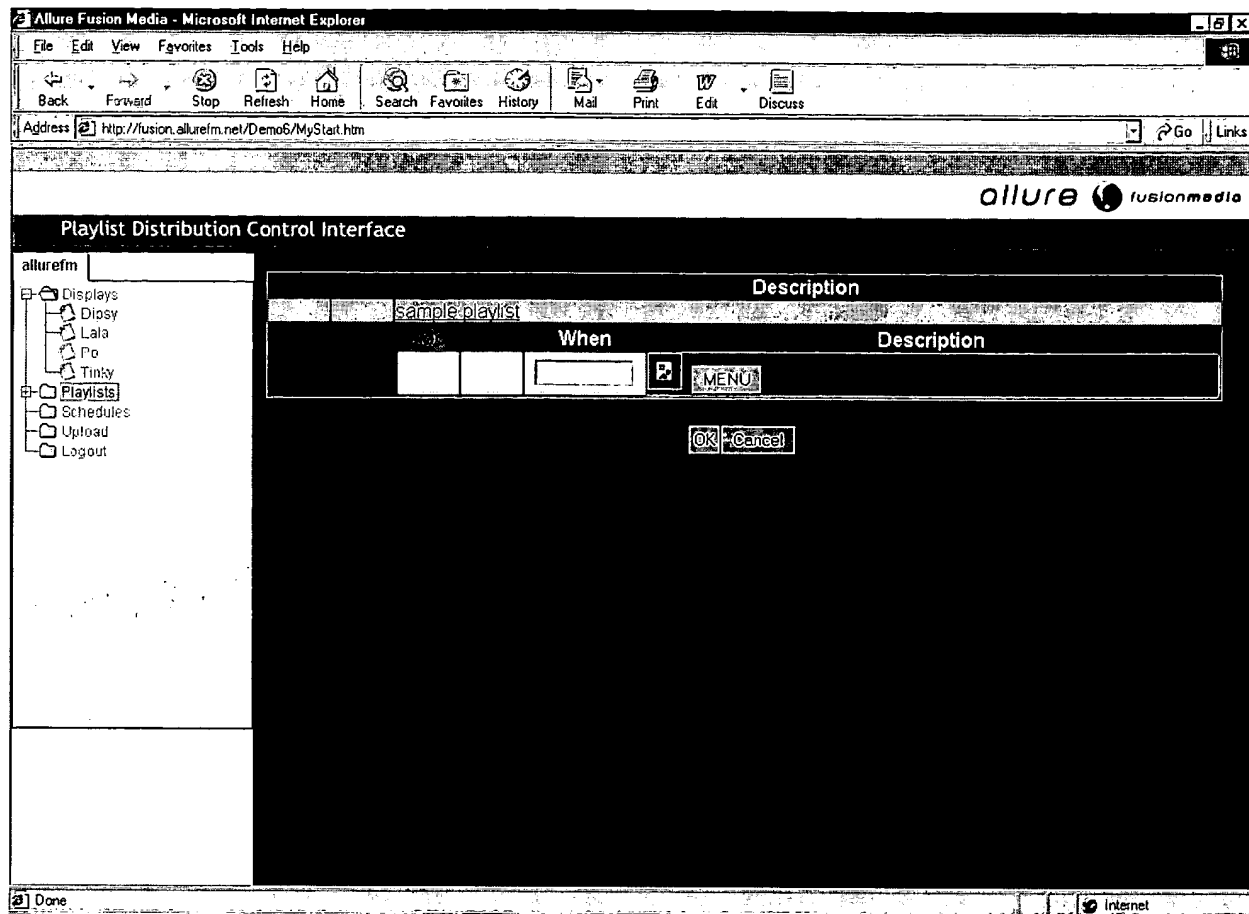 Allure Fusion Media - Microsoft Internet Explorer
File Edit View Favorites Tools Help
Back Forward Stop Refresh Home Search Favorites History Mail Print Edit Discuss
Address http://fusion.allurefm.net/Demo6/MyStart.htm Go Links
allure fusionmedia
Playlist Distribution Control Interface
allurefm
Displays
Dipsy
Lala
Po
Tinky
Playlists
Schedules
Upload
Logout
Description
sample playlist
When Description
MENU
OK Cancel
Done Internet